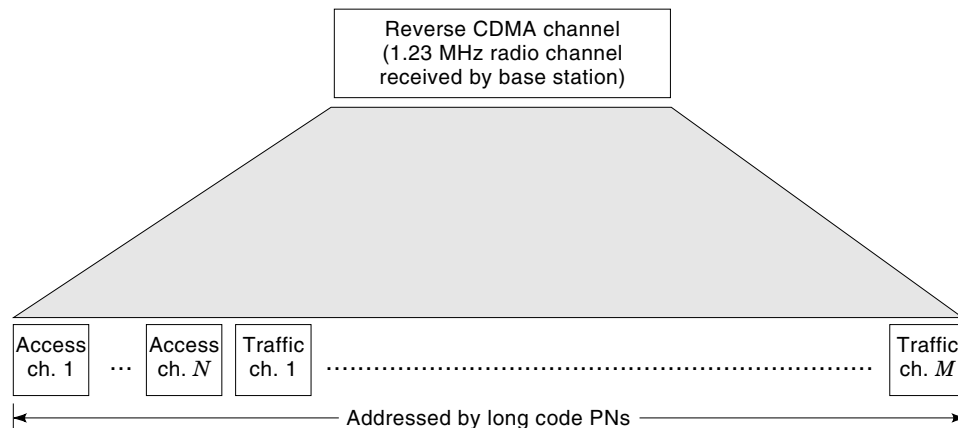 Reverse CDMA channel
(1.23 MHz radio channel
received by base station)
Access
ch. 1
...
Access
ch. N
Traffic
ch. 1
Traffic
ch. M
Addressed by long code PNs